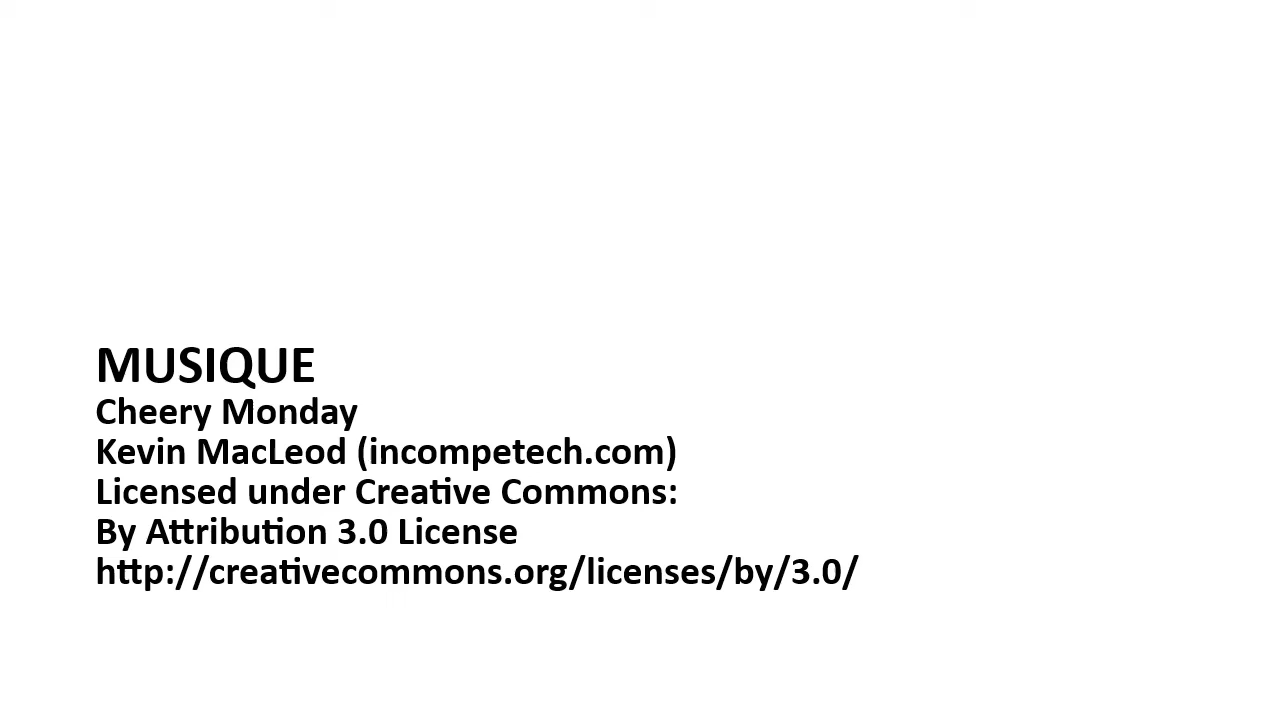 MUSIQUE
Cheery Monday
Kevin MacLeod (incompetech.com)
Licensed under Creative Commons:
By Attribution 3.0 License
http://creativecommons.org/licenses/by/3.0/